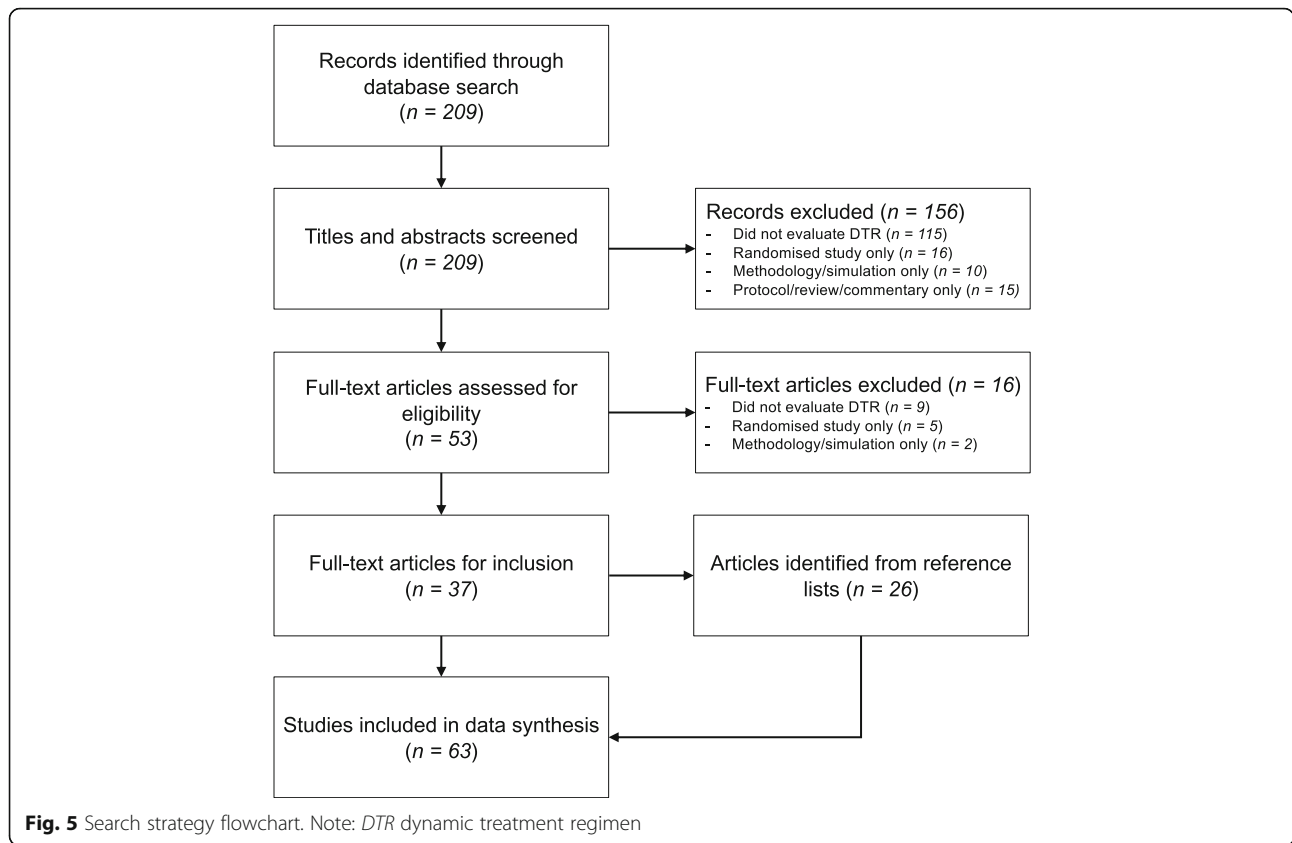 Records identified through
database search
(n = 209)
Titles and abstracts screened
(n = 209)
Records excluded (n = 156)
- Did not evaluate DTR (n = 115)
- Randomised study only (n = 16)
- Methodology/simulation only (n = 10)
- Protocol/review/commentary only (n = 15)
Full-text articles assessed for
eligibility
(n = 53)
Full-text articles excluded (n = 16)
- Did not evaluate DTR (n = 9)
- Randomised study only (n = 5)
- Methodology/simulation only (n = 2)
Full-text articles for inclusion
(n = 37)
Articles identified from reference
lists (n = 26)
Studies included in data synthesis
(n = 63)
Fig. 5 Search strategy flowchart. Note: DTR dynamic treatment regimen